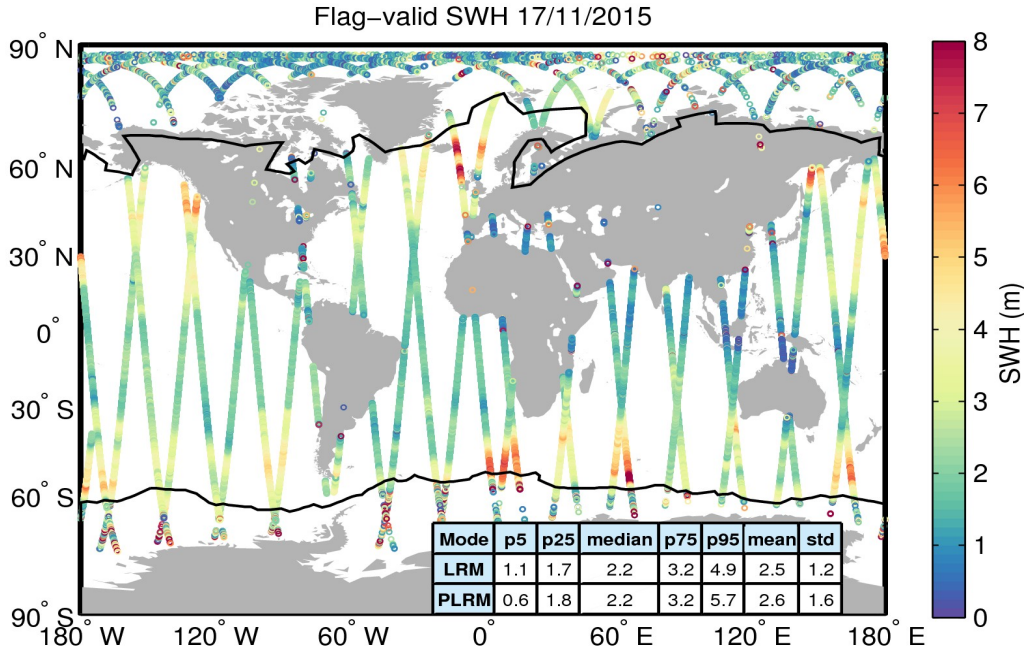 Flag−valid SWH 17/11/2015
90° N
60° N
30° N
0°
30° S
60° S
90° S
180° W
120° W
60° W
0°
60° E
120° E
180° E
Mode p5 p25 median p75 p95 mean std
LRM 1.1 1.7 2.2 3.2 4.9 2.5 1.2
PLRM 0.6 1.8 2.2 3.2 5.7 2.6 1.6
8
7
6
5
4
3
2
1
0
SWH (m)